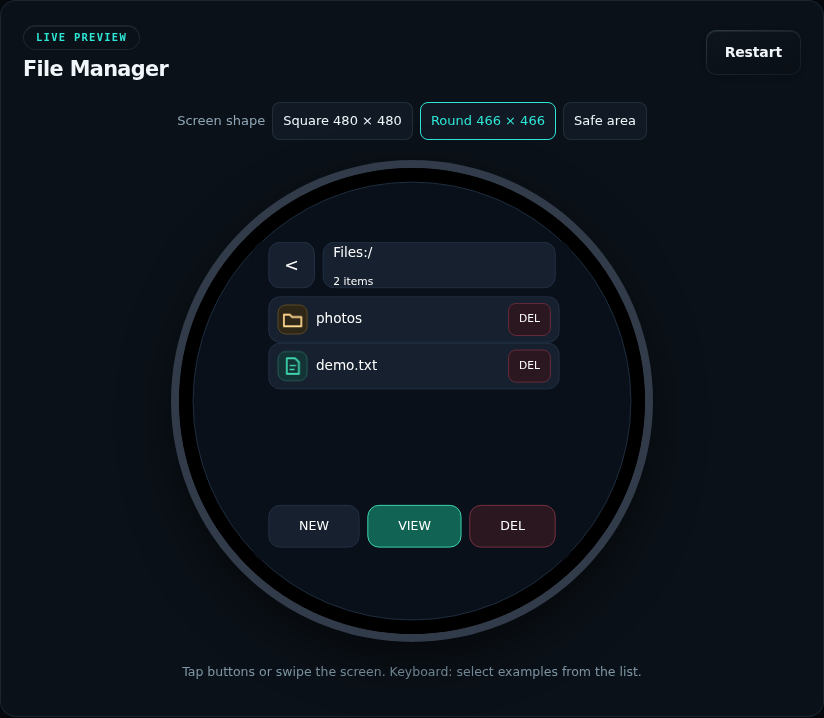 LIVE PREVIEW
File Manager
Restart
Screen shape
Square 480 × 480
Round 466 × 466
Safe area
<
Files:/
2 items
photos
DEL
demo.txt
DEL
NEW
VIEW
DEL
Tap buttons or swipe the screen. Keyboard: select examples from the list.